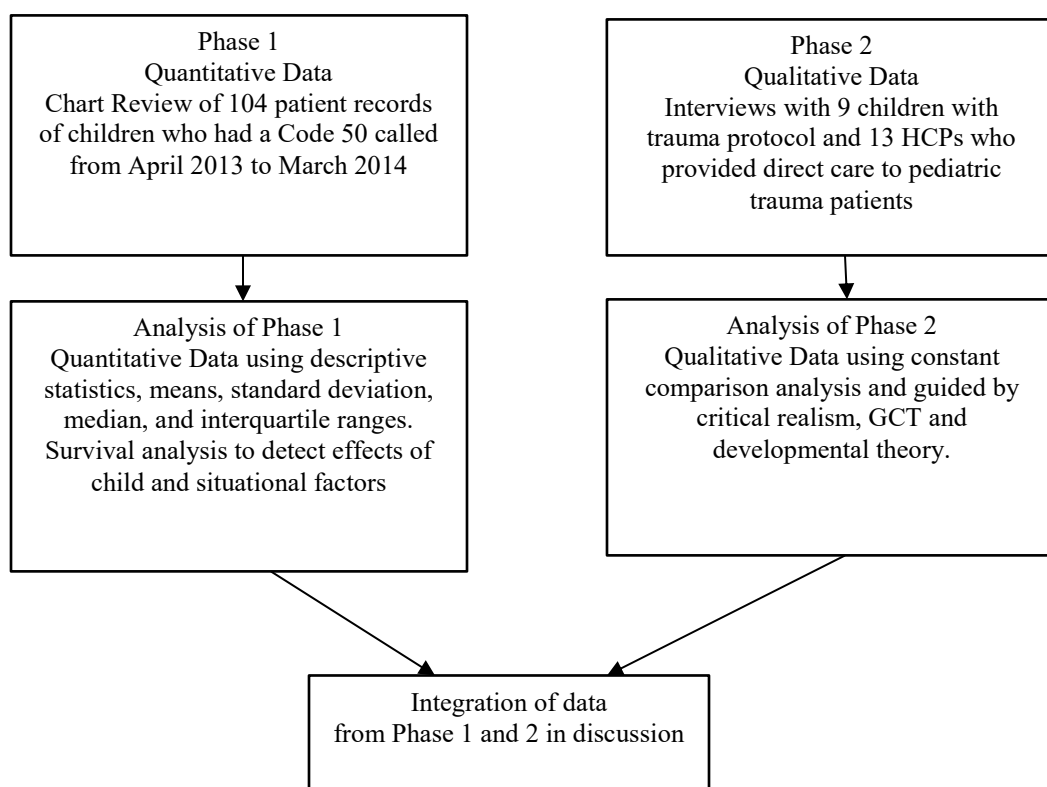 Phase 1
Quantitative Data
Chart Review of 104 patient records
of children who had a Code 50 called
from April 2013 to March 2014
Phase 2
Qualitative Data
Interviews with 9 children with
trauma protocol and 13 HCPs who
provided direct care to pediatric
trauma patients
Analysis of Phase 1
Quantitative Data using descriptive
statistics, means, standard deviation,
median, and interquartile ranges.
Survival analysis to detect effects of
child and situational factors
Analysis of Phase 2
Qualitative Data using constant
comparison analysis and guided by
critical realism, GCT and
developmental theory.
Integration of data
from Phase 1 and 2 in discussion